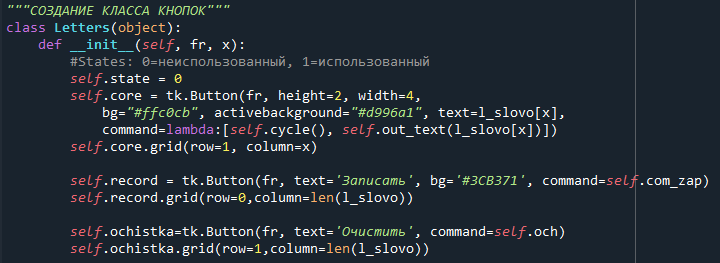 """СОЗДАНИЕ КЛАССА КНОПОК"""
class Letters(object):
    def __init__(self, fr, x):
        #States: 0=неиспользованный, 1=использованный
        self.state = 0
        self.core = tk.Button(fr, height=2, width=4,
            bg="#ffc0cb", activebackground="#d996a1", text=l_slovo[x],
            command=lambda:[self.cycle(), self.out_text(l_slovo[x])])
        self.core.grid(row=1, column=x)

        self.record = tk.Button(fr, text='Записать', bg='#3CB371', command=self.com_zap)
        self.record.grid(row=0,column=len(l_slovo))

        self.ochistka=tk.Button(fr, text='Очистить', command=self.och)
        self.ochistka.grid(row=1,column=len(l_slovo))